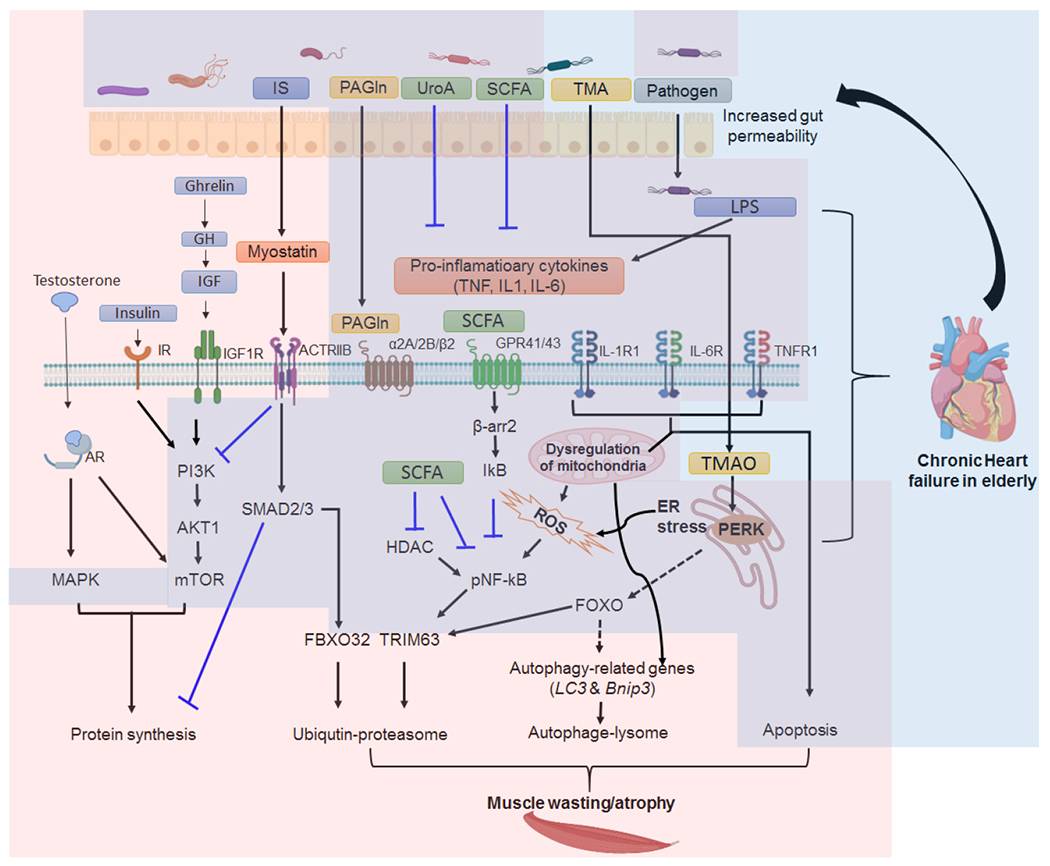 IS
PAGln
UroA
SCFA
TMA
Pathogen
Increased gut
permeability
Ghrelin
LPS
GH
Myostatin
Pro-inflamatioary cytokines
(TNF, IL1, IL-6)
Testosterone
IGF
Insulin
PAGln
SCFA
IR
IGF1R
ACTRIIB
α2A/2B/β2
GPR41/43
IL-1R1
IL-6R
TNFR1
β-arr2
AR
PI3K
SCFA
IkB
Dysregulation
of mitochondria
TMAO
Chronic Heart
failure in elderly
SMAD2/3
ROS
ER
stress
PERK
AKT1
HDAC
MAPK
mTOR
pNF-kB
FOXO
FBXO32
TRIM63
Autophagy-related genes
(LC3 & Bnip3)
Protein synthesis
Ubiqutin-proteasome
Autophage-lysome
Apoptosis
Muscle wasting/atrophy